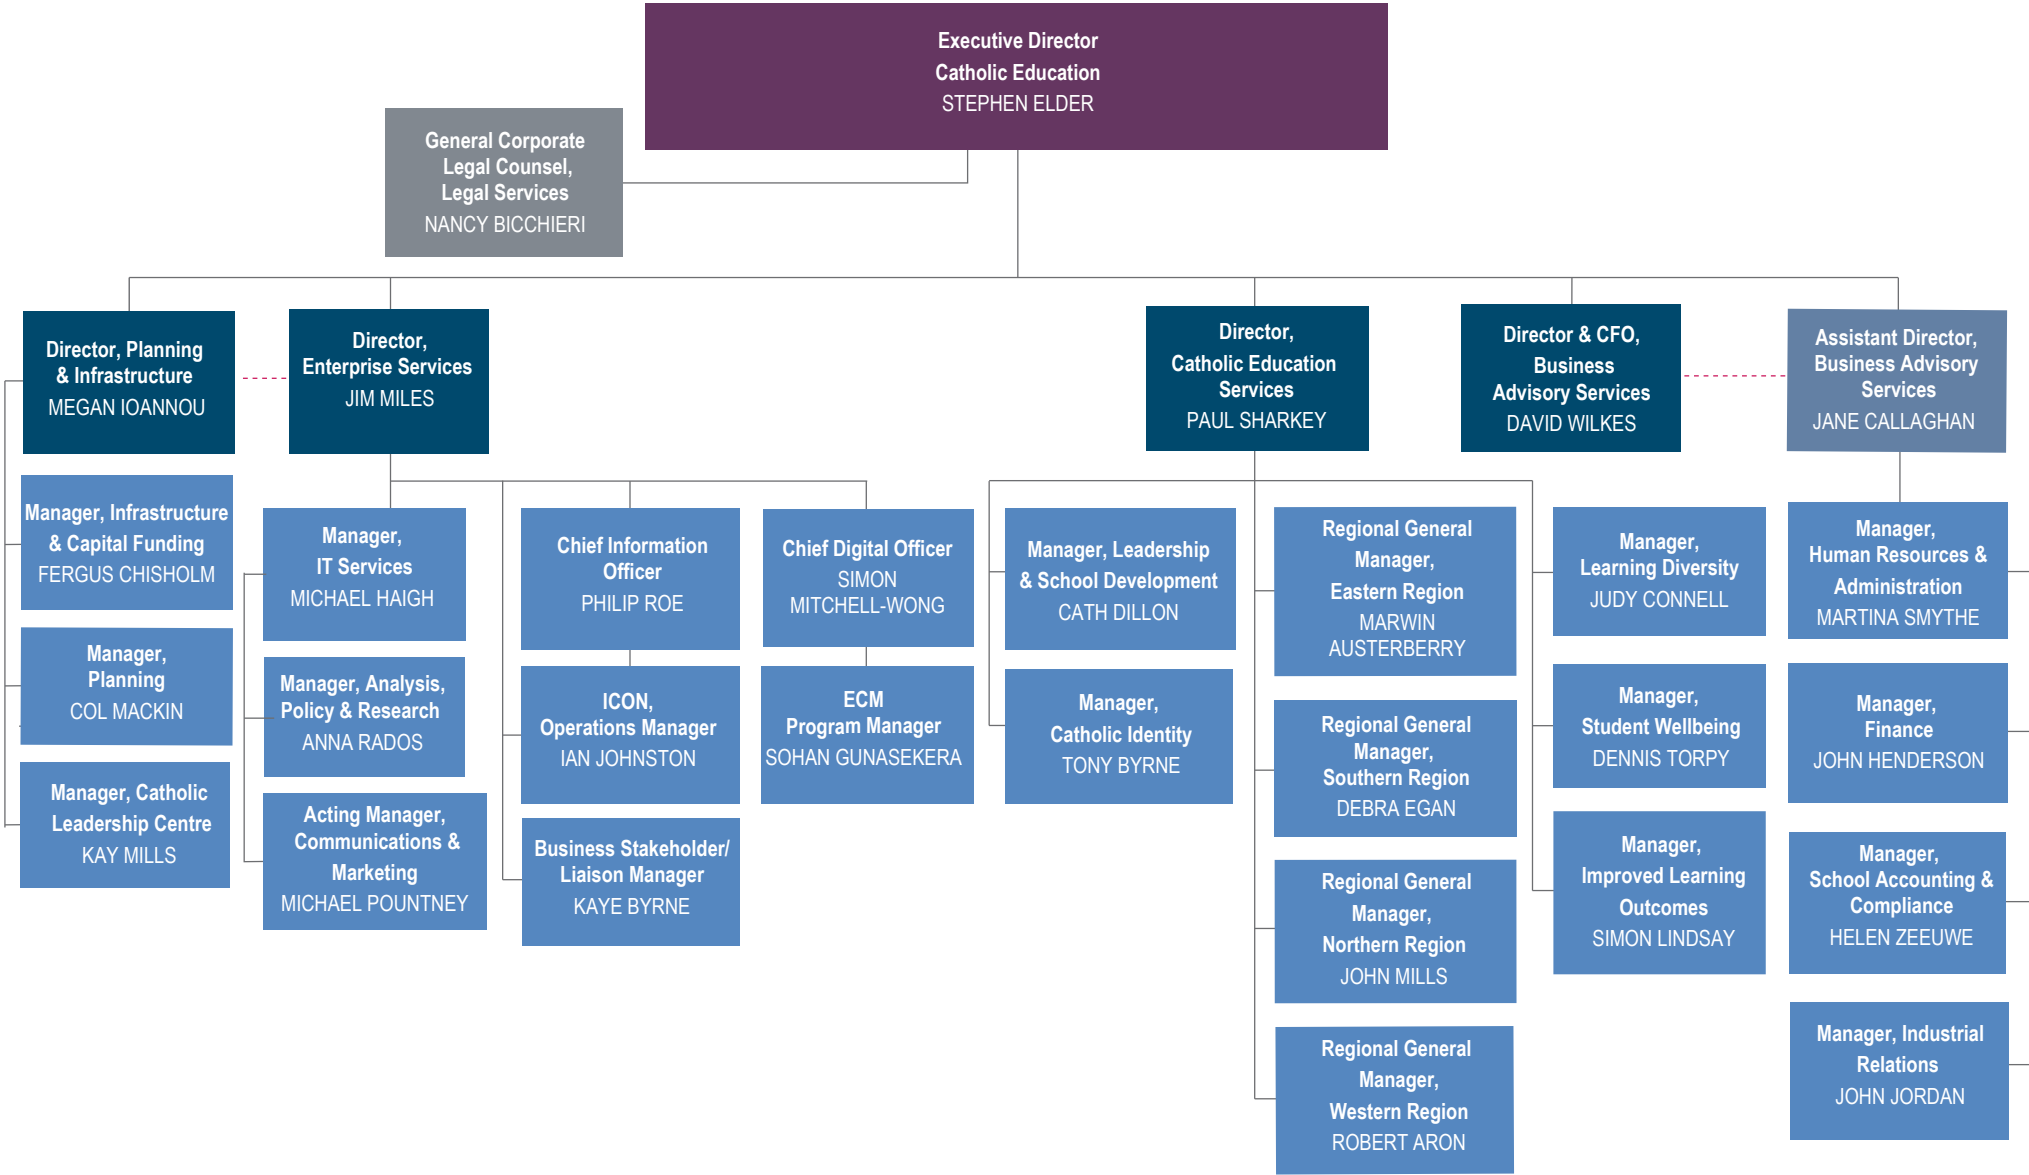 Executive Director
Catholic Education
STEPHEN ELDER
General Corporate
Legal Counsel,
Legal Services
NANCY BICCHIERI
Director, Planning
& Infrastructure
MEGAN IOANNOU
Director,
Enterprise Services
JIM MILES
Director,
Catholic Education
Services
PAUL SHARKEY
Director & CFO,
Business
Advisory Services
DAVID WILKES
Assistant Director,
Business Advisory
Services
JANE CALLAGHAN
Manager, Infrastructure
& Capital Funding
FERGUS CHISHOLM
Manager,
Planning
COL MACKIN
Manager, Catholic
Leadership Centre
KAY MILLS
Manager,
IT Services
MICHAEL HAIGH
Manager, Analysis,
Policy & Research
ANNA RADOS
Acting Manager,
Communications &
Marketing
MICHAEL POUNTNEY
Chief Information
Officer
PHILIP ROE
ICON,
Operations Manager
IAN JOHNSTON
Business Stakeholder/
Liaison Manager
KAYE BYRNE
Chief Digital Officer
SIMON
MITCHELL-WONG
ECM
Program Manager
SOHAN GUNASEKERA
Manager, Leadership
& School Development
CATH DILLON
Manager,
Catholic Identity
TONY BYRNE
Regional General
Manager,
Eastern Region
MARWIN
AUSTERBERRY
Regional General
Manager,
Southern Region
DEBRA EGAN
Regional General
Manager,
Northern Region
JOHN MILLS
Regional General
Manager,
Western Region
ROBERT ARON
Manager,
Learning Diversity
JUDY CONNELL
Manager,
Student Wellbeing
DENNIS TORPY
Manager,
Improved Learning
Outcomes
SIMON LINDSAY
Manager,
Human Resources &
Administration
MARTINA SMYTHE
Manager,
Finance
JOHN HENDERSON
Manager,
School Accounting &
Compliance
HELEN ZEEUWE
Manager, Industrial
Relations
JOHN JORDAN